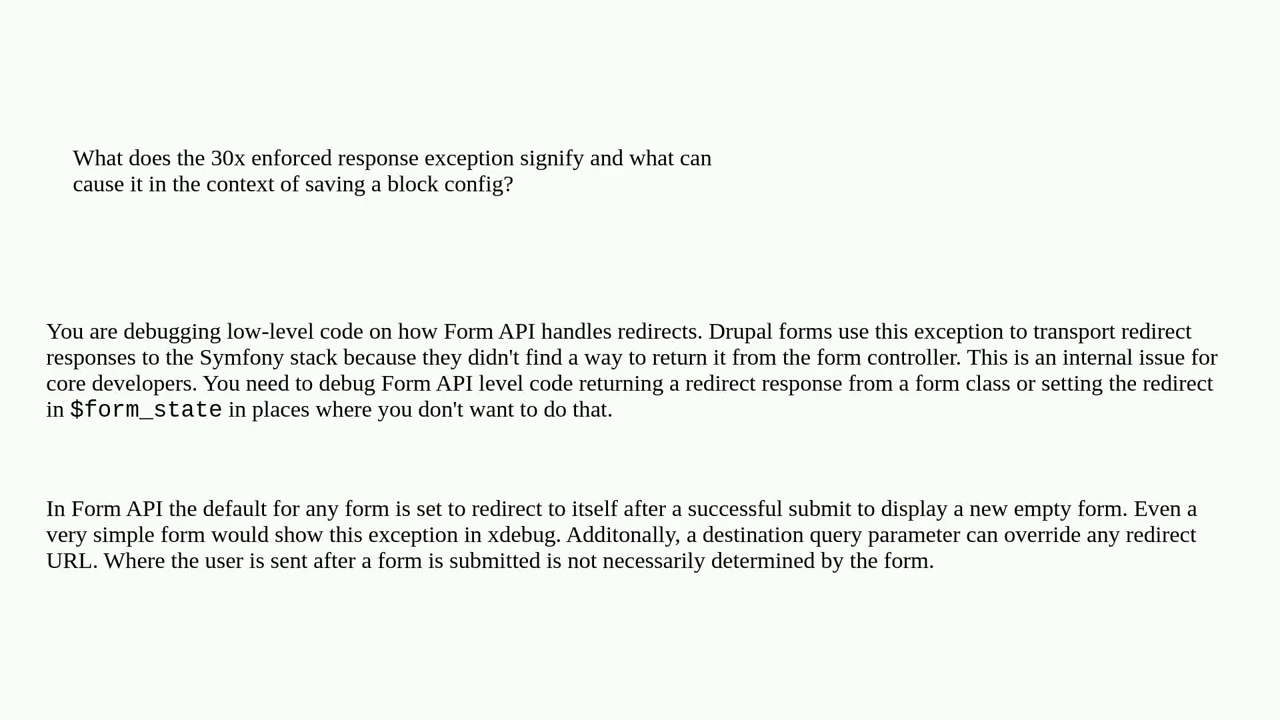 What does the 30x enforced response exception signify and what can
cause it in the context of saving a block config?
You are debugging low-level code on how Form API handles redirects. Drupal forms use this exception to transport redirect
responses to the Symfony stack because they didn't find a way to return it from the form controller. This is an internal issue for
core developers. You need to debug Form API level code returning a redirect response from a form class or setting the redirect
in $form_state in places where you don't want to do that.
In Form API the default for any form is set to redirect to itself after a successful submit to display a new empty form. Even a
very simple form would show this exception in xdebug. Additonally, a destination query parameter can override any redirect
URL. Where the user is sent after a form is submitted is not necessarily determined by the form.